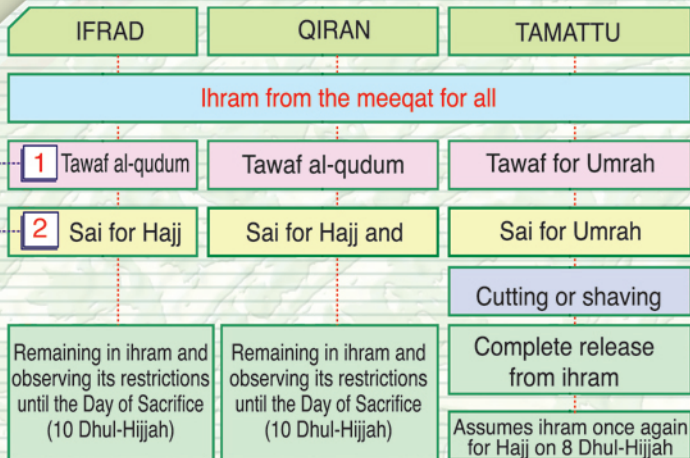 IFRAD
QIRAN
TAMATTU
Ihram from the meeqat for all
1 Tawaf al-qudum
Tawaf al-qudum
Tawaf for Umrah
2 Sai for Hajj
Sai for Hajj and
Sai for Umrah
Cutting or shaving
Remaining in ihram and
observing its restrictions
until the Day of Sacrifice
(10 Dhul-Hijjah)
Remaining in ihram and
observing its restrictions
until the Day of Sacrifice
(10 Dhul-Hijjah)
Complete release
from ihram
Assumes ihram once again
for Hajj on 8 Dhul-Hijjah